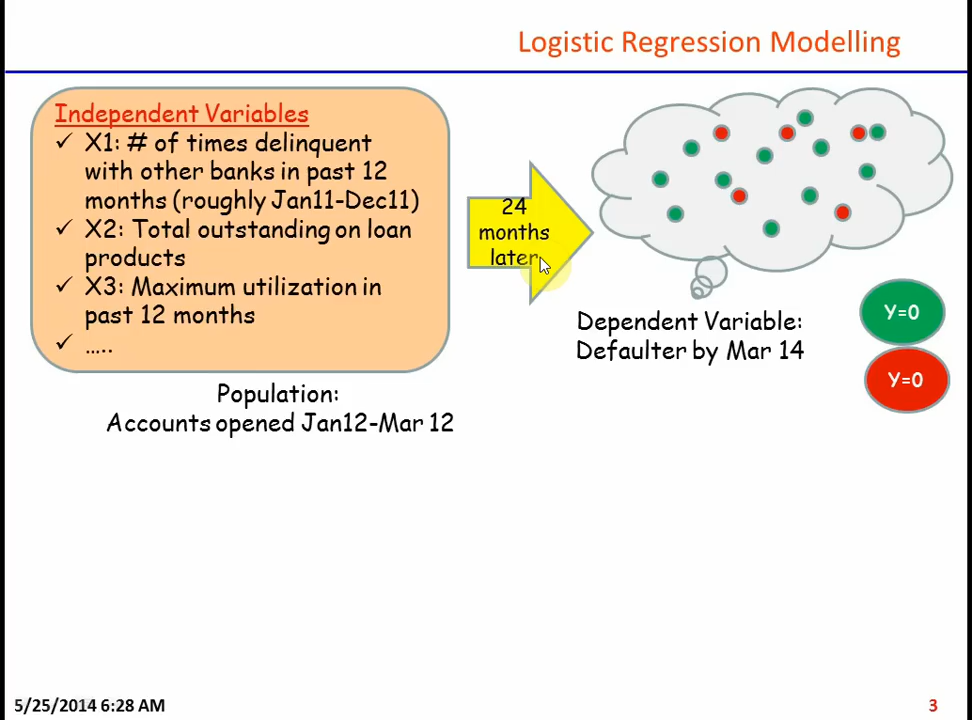 Logistic Regression Modelling
Independent Variables
✓ X1: # of times delinquent
with other banks in past 12
months (roughly Jan11-Dec11)
✓ X2: Total outstanding on loan
products
✓ X3: Maximum utilization in
past 12 months
✓ …..
Population:
Accounts opened Jan12-Mar 12
24
months
later
Dependent Variable:
Defaulter by Mar 14
Y=0
Y=0
5/25/2014 6:28 AM
3